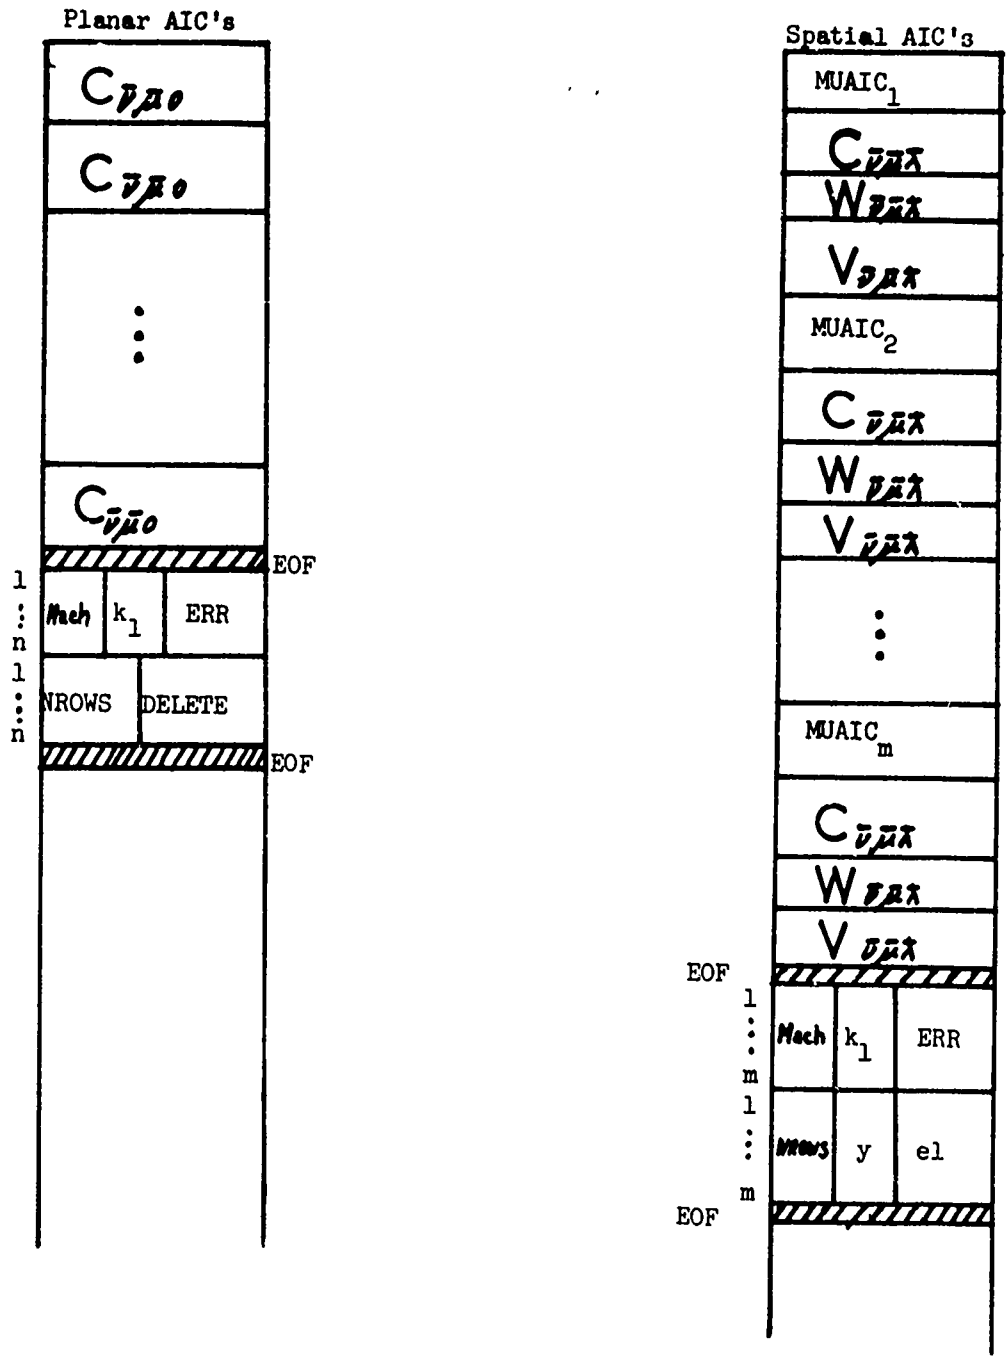 Planar AIC's
C ν̄μ̄0
C ν̄μ̄0
⋮
C ν̄μ̄0
EOF
1
⋮
n
Mach k1 ERR
1
⋮
n
NROWS DELETE
EOF
Spatial AIC's
MUAIC1
C ν̄μ̄λ̄
W ν̄μ̄λ̄
V ν̄μ̄λ̄
MUAIC2
C ν̄μ̄λ̄
W ν̄μ̄λ̄
V ν̄μ̄λ̄
⋮
MUAICm
C ν̄μ̄λ̄
W ν̄μ̄λ̄
V ν̄μ̄λ̄
EOF
1
⋮
m
Mach k1 ERR
1
⋮
m
NROWS y el
EOF